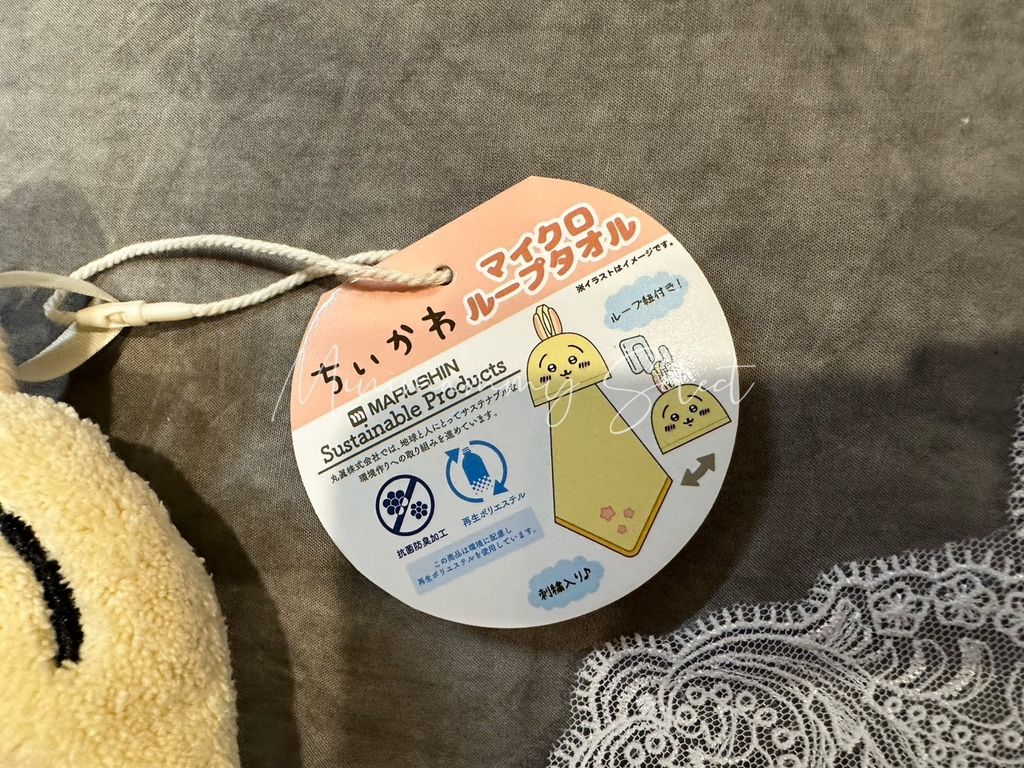 マイクロ
ループタオル
※イラストはイメージです。
ちいかわ
ループ紐付き!
MARUSHIN
Sustainable Products
丸眞株式会社では、地球と人にとってサステナブルな
環境作りへの取り組みを進めています。
抗菌防臭加工
再生ポリエステル
この商品は環境に配慮し
再生ポリエステルを使用しています。
刺繍入り♪